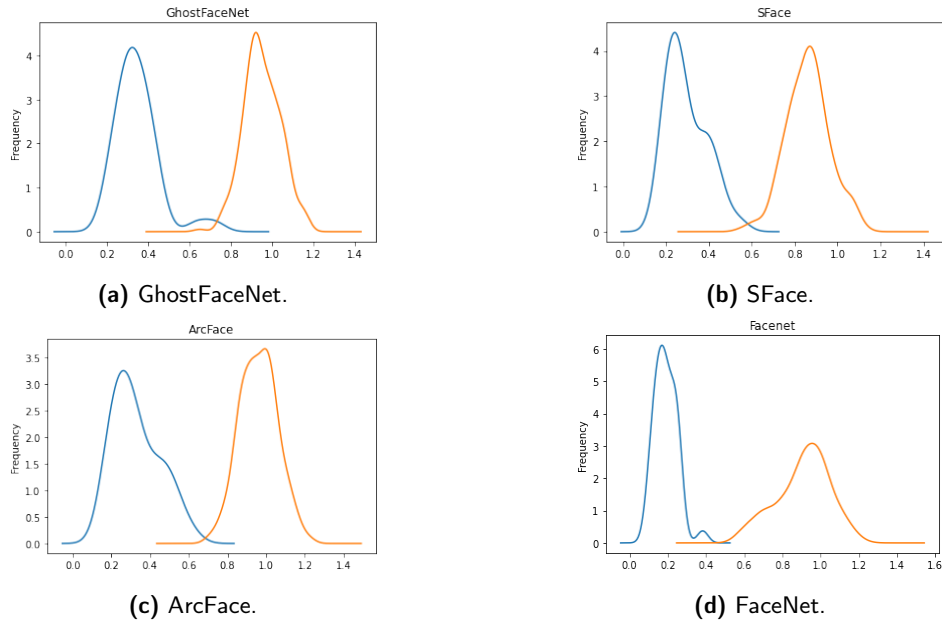 GhostFaceNet
Frequency
4
3
2
1
0
0.0 0.2 0.4 0.6 0.8 1.0 1.2 1.4
(a) GhostFaceNet.
SFace
Frequency
4
3
2
1
0
0.0 0.2 0.4 0.6 0.8 1.0 1.2 1.4
(b) SFace.
ArcFace
Frequency
3.5
3.0
2.5
2.0
1.5
1.0
0.5
0.0
0.0 0.2 0.4 0.6 0.8 1.0 1.2 1.4
(c) ArcFace.
Facenet
Frequency
6
5
4
3
2
1
0
0.0 0.2 0.4 0.6 0.8 1.0 1.2 1.4 1.6
(d) FaceNet.